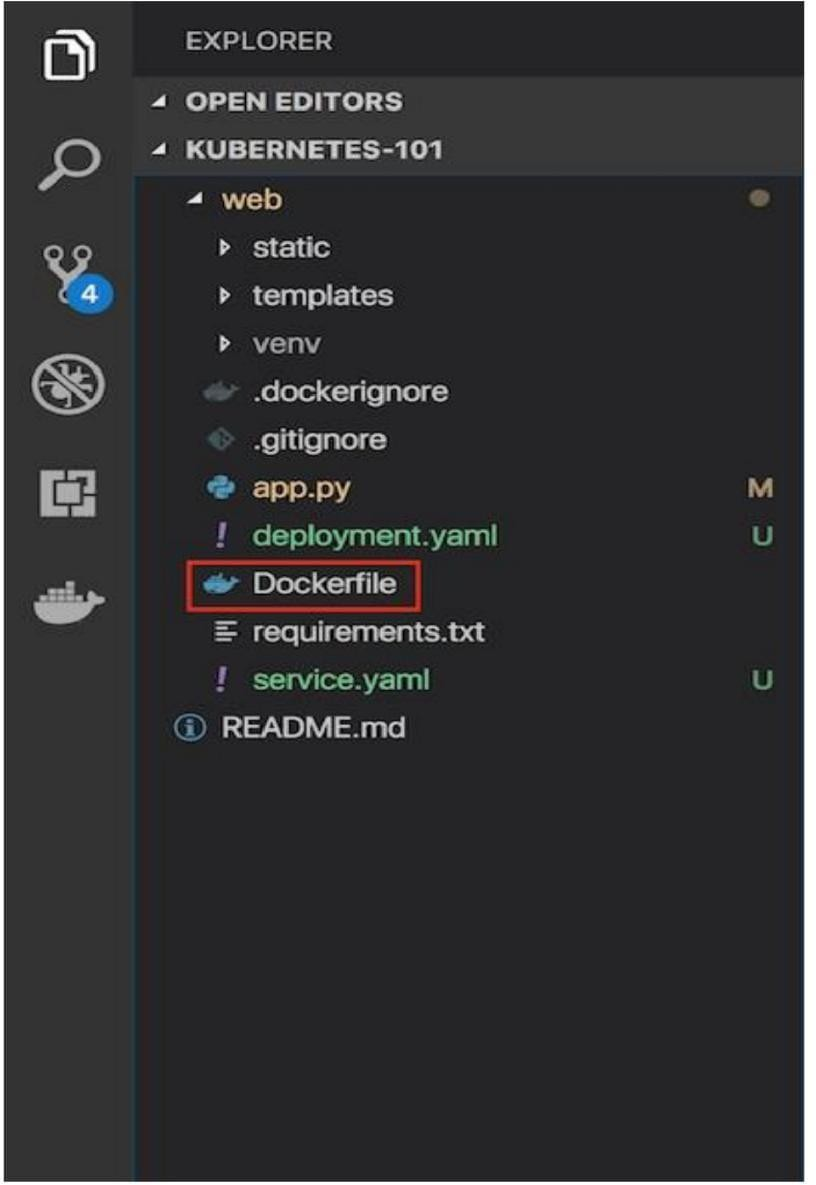 EXPLORER
OPEN EDITORS
KUBERNETES-101
web
static
templates
4
venv
.dockerignore
.gitignore
app.py M
deployment.yaml U
Dockerfile
requirements.txt
service.yaml U
README.md